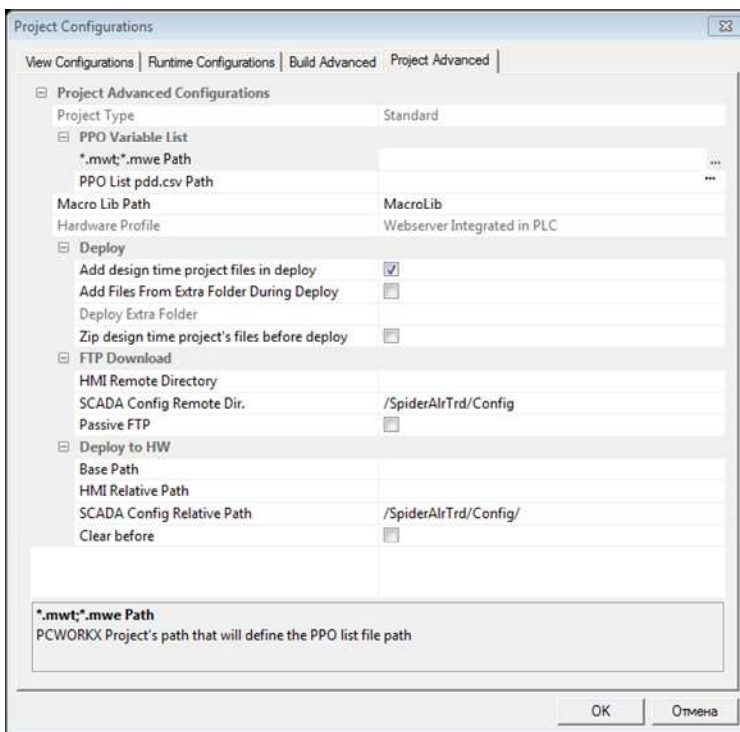 Project Configurations
View Configurations Runtime Configurations Build Advanced Project Advanced
Project Advanced Configurations
Project Type Standard
PPO Variable List
*.mwt;*.mwe Path ...
PPO List pdd.csv Path ...
Macro Lib Path MacroLib
Hardware Profile Webserver Integrated in PLC
Deploy
Add design time project files in deploy
Add Files From Extra Folder During Deploy
Deploy Extra Folder
Zip design time project's files before deploy
FTP Download
HMI Remote Directory
SCADA Config Remote Dir. /SpiderAlrTrd/Config
Passive FTP
Deploy to HW
Base Path
HMI Relative Path
SCADA Config Relative Path /SpiderAlrTrd/Config/
Clear before
*.mwt;*.mwe Path
PCWORKX Project's path that will define the PPO list file path
OK Отмена